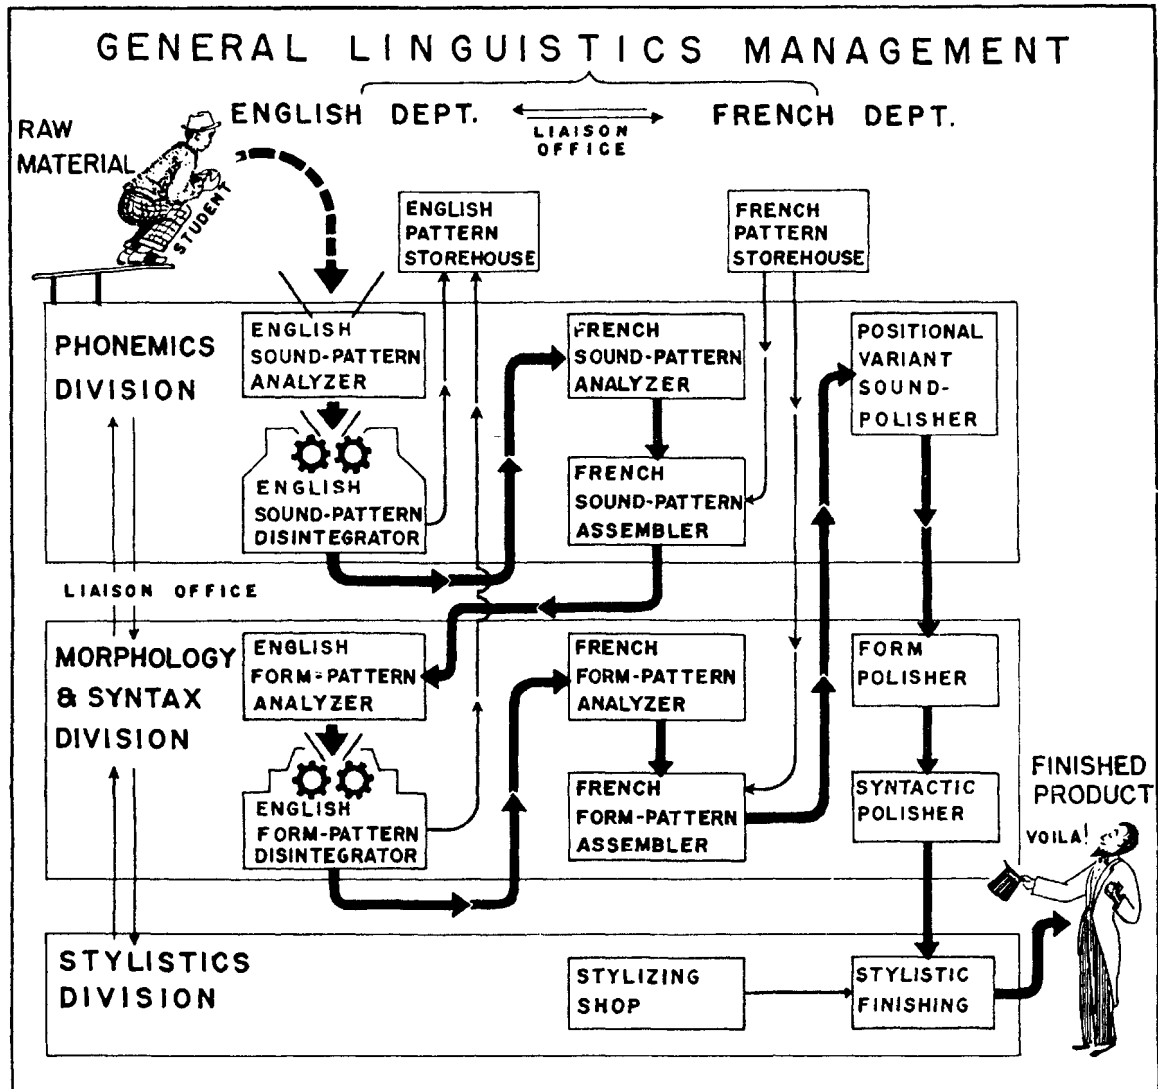 GENERAL LINGUISTICS MANAGEMENT
ENGLISH DEPT.
LIAISON
OFFICE
FRENCH DEPT.
RAW
MATERIAL
STUDENT
ENGLISH
PATTERN
STOREHOUSE
FRENCH
PATTERN
STOREHOUSE
PHONEMICS
DIVISION
ENGLISH
SOUND-PATTERN
ANALYZER
FRENCH
SOUND-PATTERN
ANALYZER
POSITIONAL
VARIANT
SOUND-
POLISHER
ENGLISH
SOUND-PATTERN
DISINTEGRATOR
FRENCH
SOUND-PATTERN
ASSEMBLER
LIAISON OFFICE
MORPHOLOGY
& SYNTAX
DIVISION
ENGLISH
FORM-PATTERN
ANALYZER
FRENCH
FORM-PATTERN
ANALYZER
FORM
POLISHER
ENGLISH
FORM-PATTERN
DISINTEGRATOR
FRENCH
FORM-PATTERN
ASSEMBLER
SYNTACTIC
POLISHER
FINISHED
PRODUCT
VOILA!
STYLISTICS
DIVISION
STYLIZING
SHOP
STYLISTIC
FINISHING